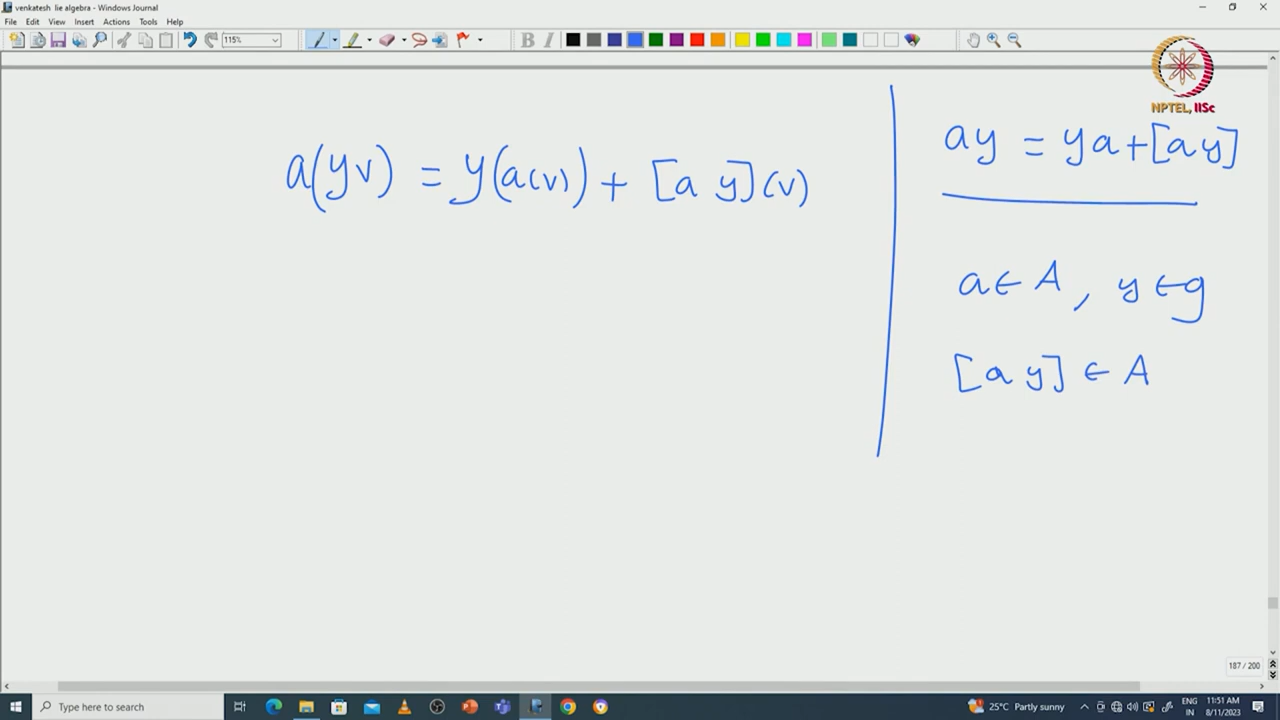 venkatesh lie algebra - Windows Journal
File Edit View Insert Actions Tools Help
115%
NPTEL, IISc
a(yv) = y(a(v)) + [a y](v)
ay = ya+[ay]
a ∈ A, y ∈ g
[a y] ∈ A
187 / 200
Type here to search
25°C Partly sunny
ENG
IN
11:51 AM
8/11/2023